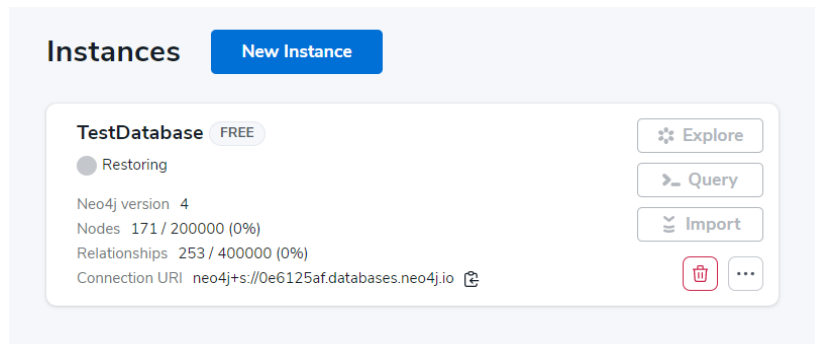 Instances New Instance
TestDatabase FREE
Explore
Restoring
>_ Query
Neo4j version 4
Import
Nodes 171 / 200000 (0%)
Relationships 253 / 400000 (0%)
Connection URI neo4j+s://0e6125af.databases.neo4j.io